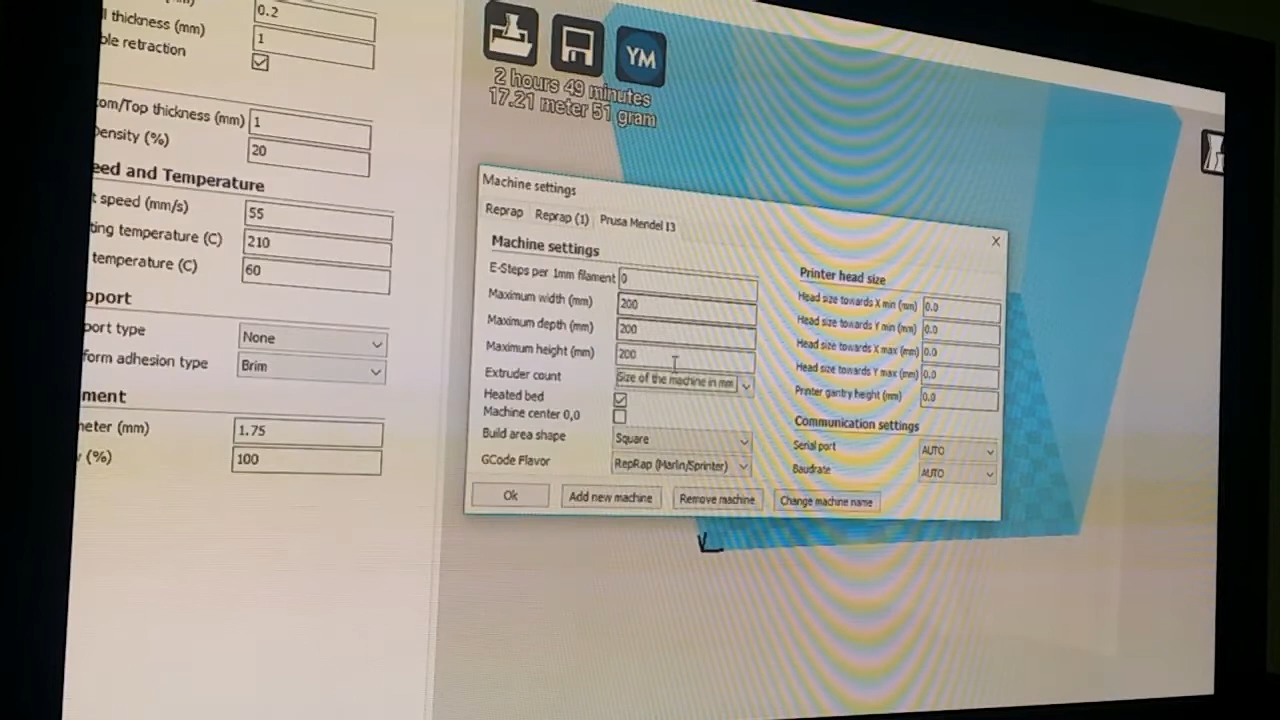 0.2
l thickness (mm) 1
ble retraction
om/Top thickness (mm) 1
Density (%) 20
eed and Temperature
t speed (mm/s) 55
ting temperature (C) 210
temperature (C) 60
pport
port type None
form adhesion type Brim
ment
meter (mm) 1.75
(%) 100
YM
2 hours 49 minutes
17.21 meter 51 gram
Machine settings
Reprap Reprap (1) Prusa Mendel I3
Machine settings
E-Steps per 1mm filament 0
Maximum width (mm) 200
Maximum depth (mm) 200
Maximum height (mm) 200
Extruder count
Size of the machine in mm
Heated bed
Machine center 0,0
Build area shape Square
GCode Flavor RepRap (Marlin/Sprinter)
Printer head size
Head size towards X min (mm) 0.0
Head size towards Y min (mm) 0.0
Head size towards X max (mm) 0.0
Head size towards Y max (mm) 0.0
Printer gantry height (mm) 0.0
Communication settings
Serial port AUTO
Baudrate AUTO
Ok Add new machine Remove machine Change machine name